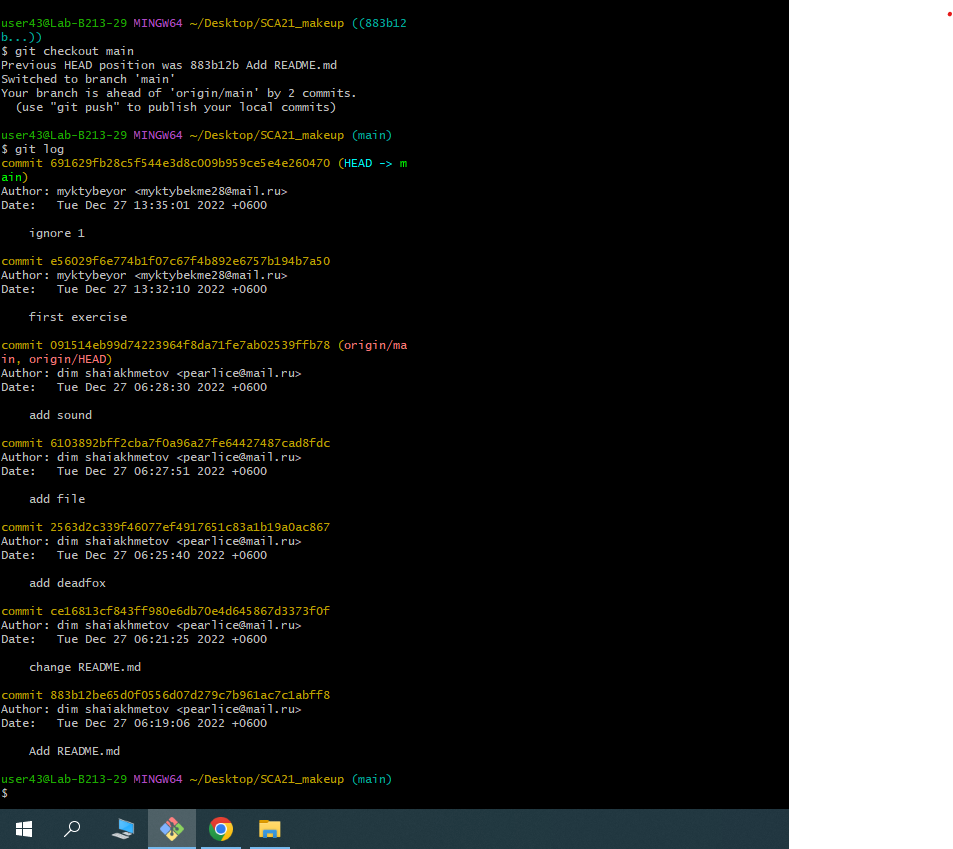 user43@Lab-B213-29 MINGW64 ~/Desktop/SCA21_makeup ((883b12
b...))
$ git checkout main
Previous HEAD position was 883b12b Add README.md
Switched to branch 'main'
Your branch is ahead of 'origin/main' by 2 commits.
  (use "git push" to publish your local commits)

user43@Lab-B213-29 MINGW64 ~/Desktop/SCA21_makeup (main)
$ git log
commit 691629fb28c5f544e3d8c009b959ce5e4e260470 (HEAD -> m
ain)
Author: myktybeyor <myktybekme28@mail.ru>
Date:   Tue Dec 27 13:35:01 2022 +0600

    ignore 1

commit e56029f6e774b1f07c67f4b892e6757b194b7a50
Author: myktybeyor <myktybekme28@mail.ru>
Date:   Tue Dec 27 13:32:10 2022 +0600

    first exercise

commit 091514eb99d74223964f8da71fe7ab02539ffb78 (origin/ma
in, origin/HEAD)
Author: dim shaiakhmetov <pearlice@mail.ru>
Date:   Tue Dec 27 06:28:30 2022 +0600

    add sound

commit 6103892bff2cba7f0a96a27fe64427487cad8fdc
Author: dim shaiakhmetov <pearlice@mail.ru>
Date:   Tue Dec 27 06:27:51 2022 +0600

    add file

commit 2563d2c339f46077ef4917651c83a1b19a0ac867
Author: dim shaiakhmetov <pearlice@mail.ru>
Date:   Tue Dec 27 06:25:40 2022 +0600

    add deadfox

commit ce16813cf843ff980e6db70e4d645867d3373f0f
Author: dim shaiakhmetov <pearlice@mail.ru>
Date:   Tue Dec 27 06:21:25 2022 +0600

    change README.md

commit 883b12be65d0f0556d07d279c7b961ac7c1abff8
Author: dim shaiakhmetov <pearlice@mail.ru>
Date:   Tue Dec 27 06:19:06 2022 +0600

    Add README.md

user43@Lab-B213-29 MINGW64 ~/Desktop/SCA21_makeup (main)
$